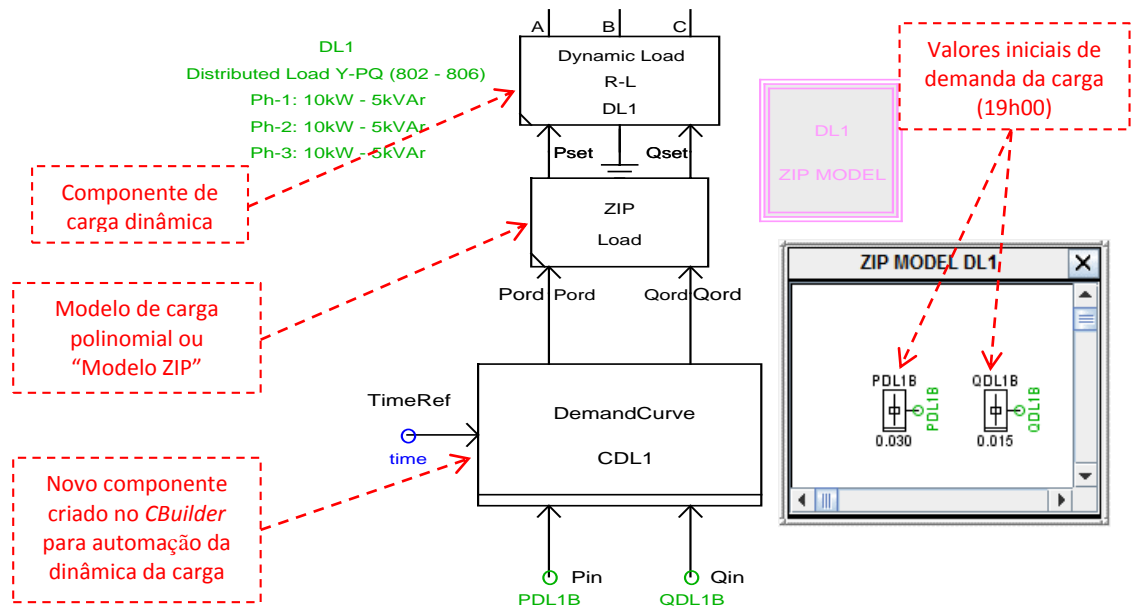 A
B
C
DL1
Distributed Load Y-PQ (802 - 806)
Ph-1: 10kW - 5kVAr
Ph-2: 10kW - 5kVAr
Ph-3: 10kW - 5kVAr
Dynamic Load
R-L
DL1
Pset
Qset
Valores iniciais de
demanda da carga
(19h00)
DL1
ZIP MODEL
Componente de
carga dinâmica
ZIP
Load
Pord
Pord
Qord
Qord
Modelo de carga
polinomial ou
“Modelo ZIP”
ZIP MODEL DL1
X
PDL1B
PDL1B
0.030
QDL1B
QDL1B
0.015
TimeRef
time
DemandCurve
CDL1
Novo componente
criado no CBuilder
para automação da
dinâmica da carga
Pin
PDL1B
Qin
QDL1B